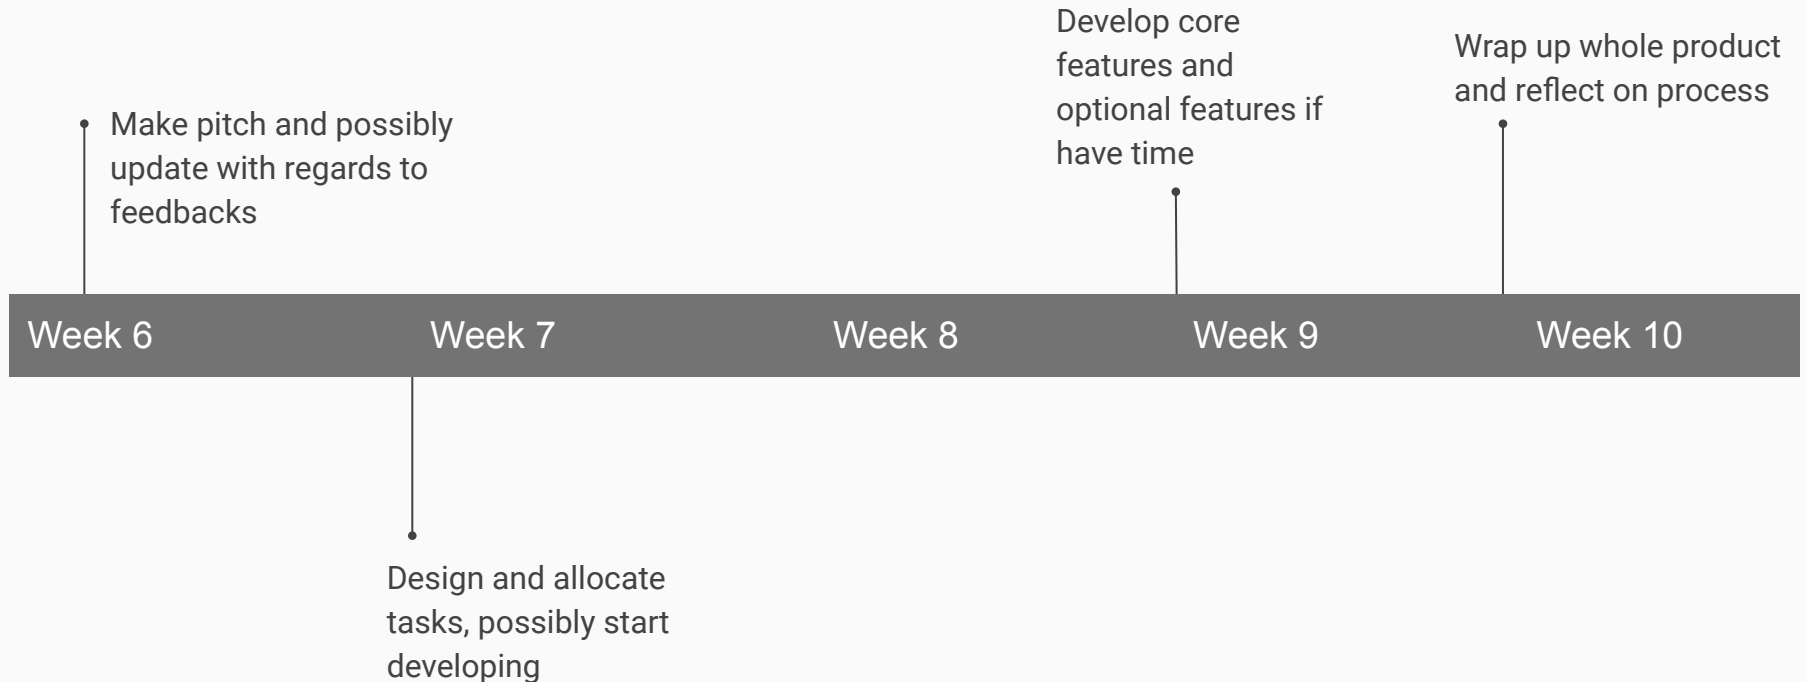 Develop core
features and
optional features if
have time
Wrap up whole product
and reflect on process
Make pitch and possibly
update with regards to
feedbacks
Week 6
Week 7
Week 8
Week 9
Week 10
Design and allocate
tasks, possibly start
developing